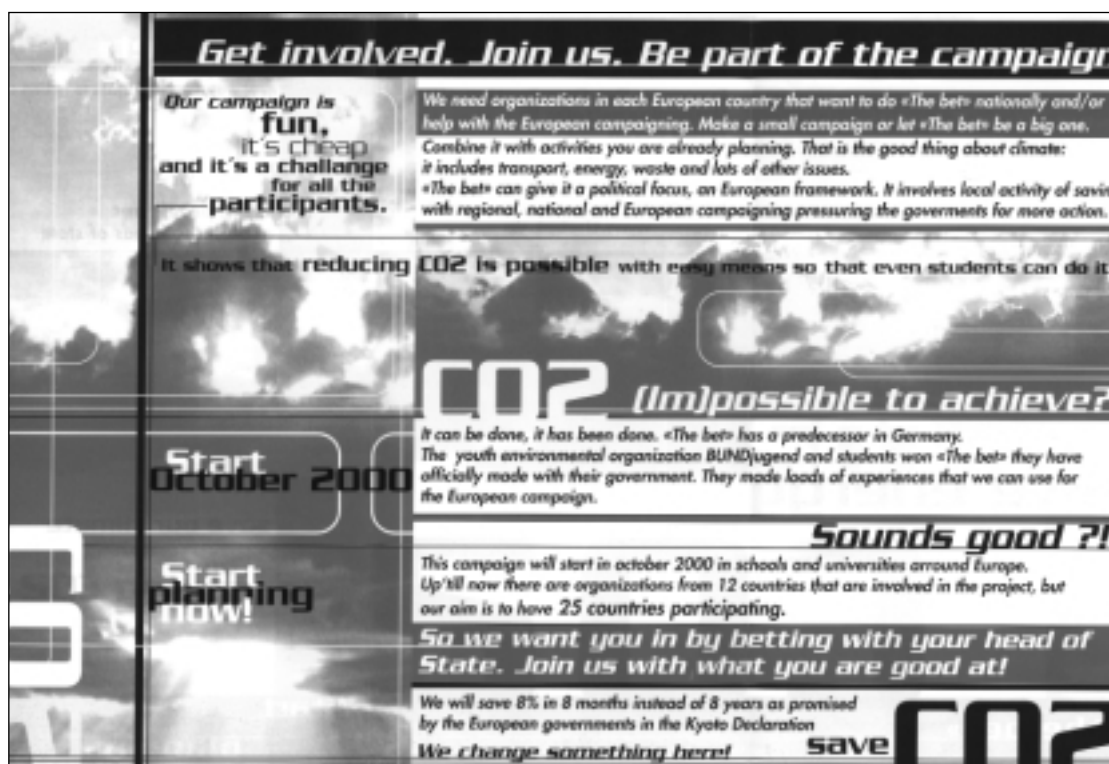 Get involved. Join us. Be part of the campaign
Our campaign is
fun,
it's cheap
and it's a challange
for all the
participants.
We need organizations in each European country that want to do «The bet» nationally and/or
help with the European campaigning. Make a small campaign or let «The bet» be a big one.
Combine it with activities you are already planning. That is the good thing about climate:
it includes transport, energy, waste and lots of other issues.
«The bet» can give it a political focus, an European framework. It involves local activity of savin
with regional, national and European campaigning pressuring the goverments for more action.
It shows that reducing CO2 is possible with easy means so that even students can do it
CO2 (Im)possible to achieve?
It can be done, it has been done. «The bet» has a predecessor in Germany.
The youth environmental organization BUNDjugend and students won «The bet» they have
officially made with their government. They made loads of experiences that we can use for
the European campaign.
Start
October 2000
Sounds good ?!
This campaign will start in october 2000 in schools and universities arround Europe.
Up'till now there are organizations from 12 countries that are involved in the project, but
our aim is to have 25 countries participating.
Start
planning
now!
So we want you in by betting with your head of
State. Join us with what you are good at!
We will save 8% in 8 months instead of 8 years as promised
by the European governments in the Kyoto Declaration
We change something here!
save CO2